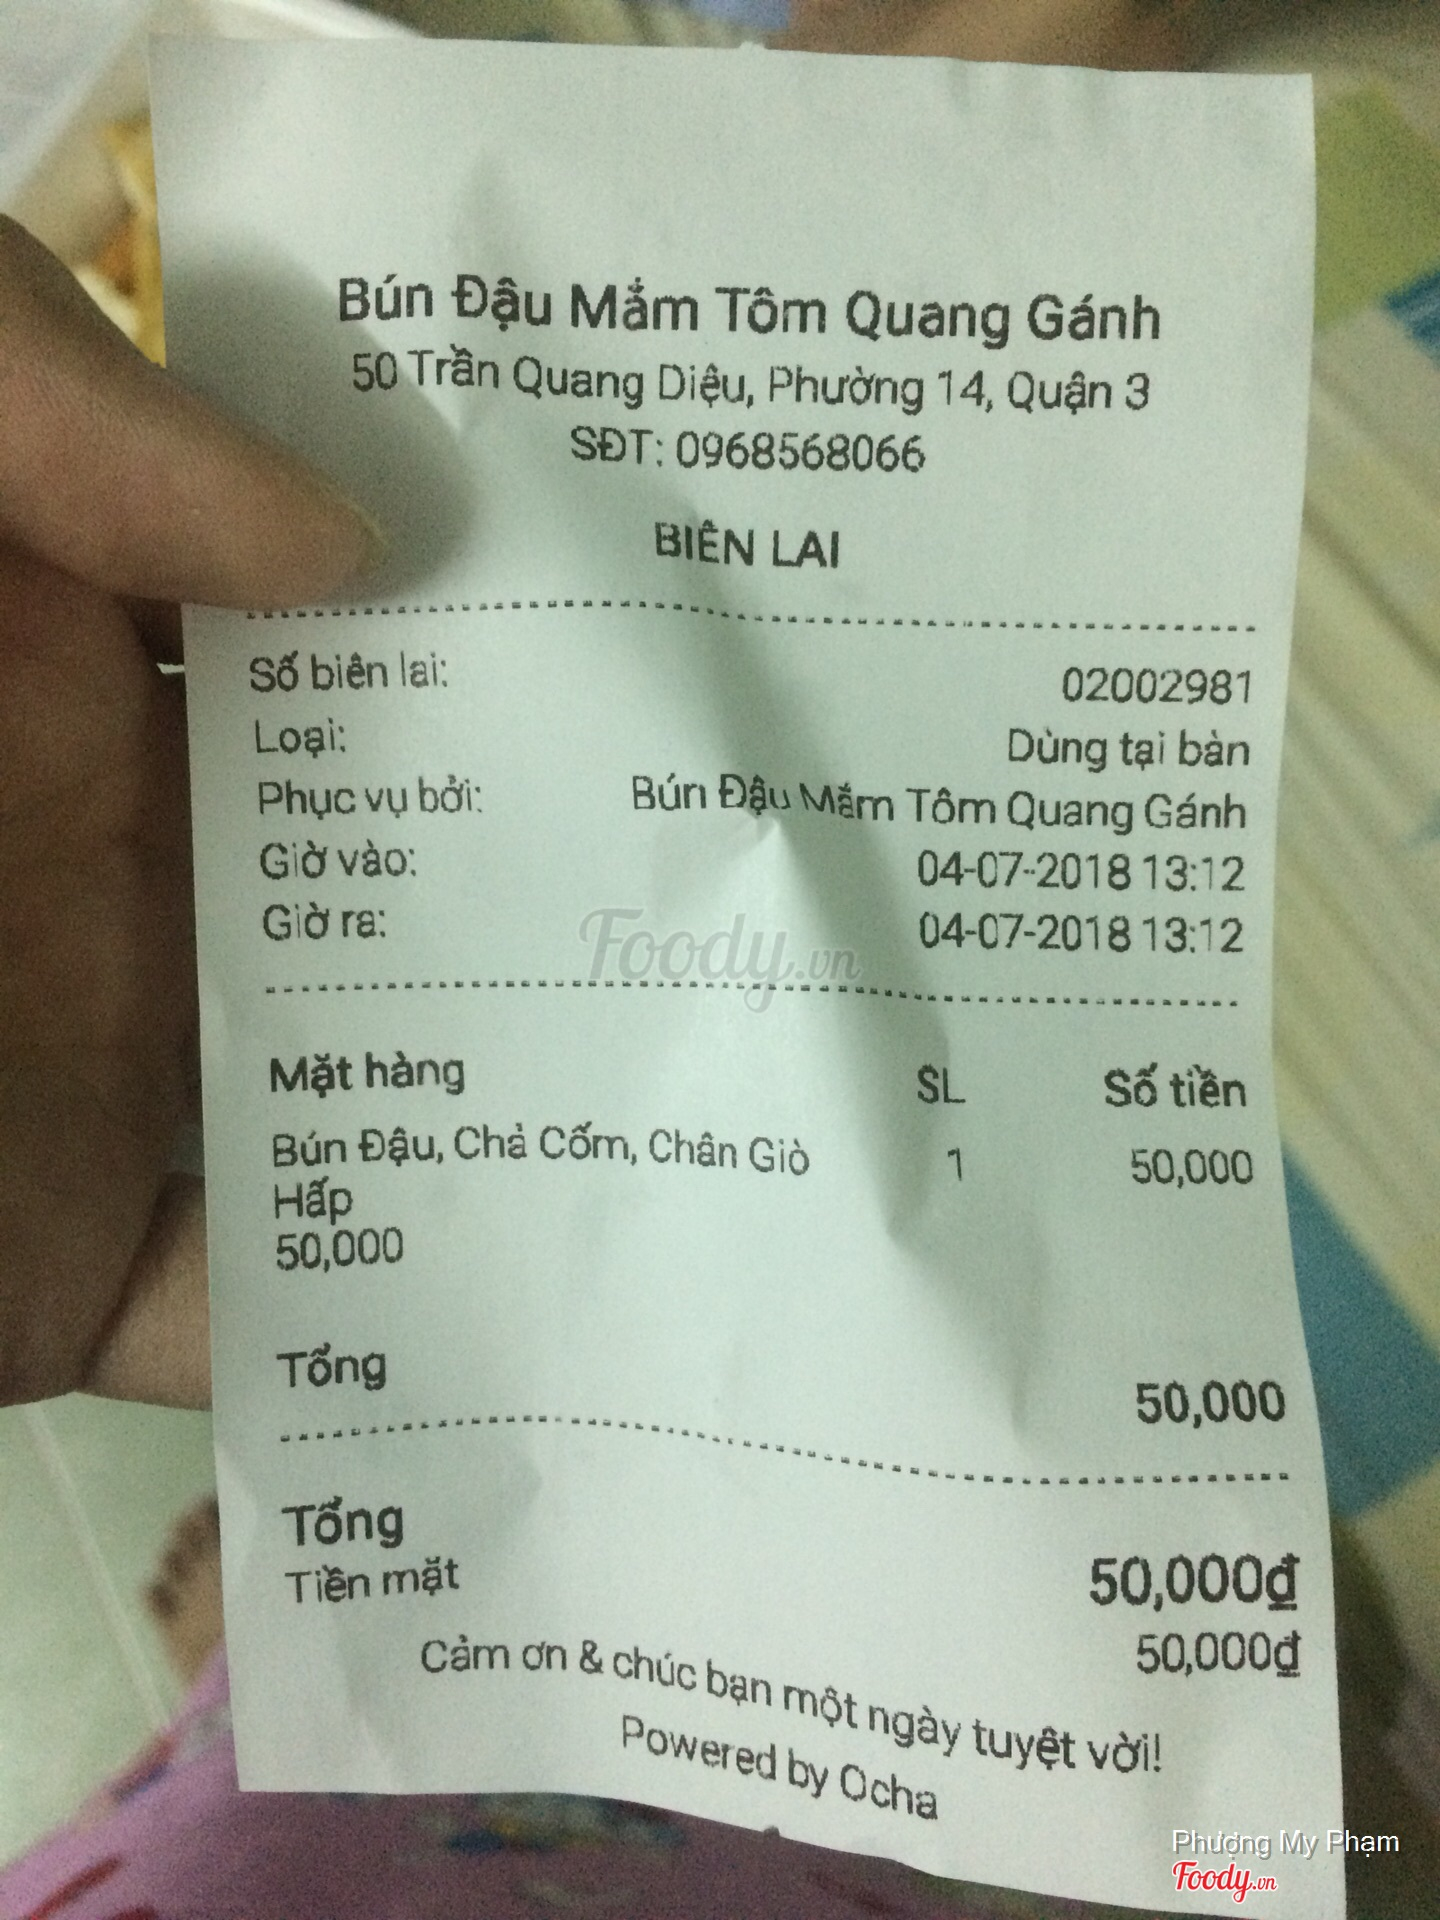 Bún Đậu Mắm Tôm Quang Gánh
50 Trần Quang Diệu, Phường 14, Quận 3
SĐT: 0968568066
BIÊN LAI
Số biên lai: 02002981
Loại: Dùng tại bàn
Phục vụ bởi: Bún Đậu Mắm Tôm Quang Gánh
Giờ vào: 04-07-2018 13:12
Giờ ra: 04-07-2018 13:12
Foody.vn
Mặt hàng SL Số tiền
Bún Đậu, Chả Cốm, Chân Giò 1 50,000
Hấp
50,000
Tổng 50,000
Tổng 50,000₫
Tiền mặt 50,000₫
Cảm ơn & chúc bạn một ngày tuyệt vời!
Powered by Ocha
Phượng My Phạm
Foody.vn